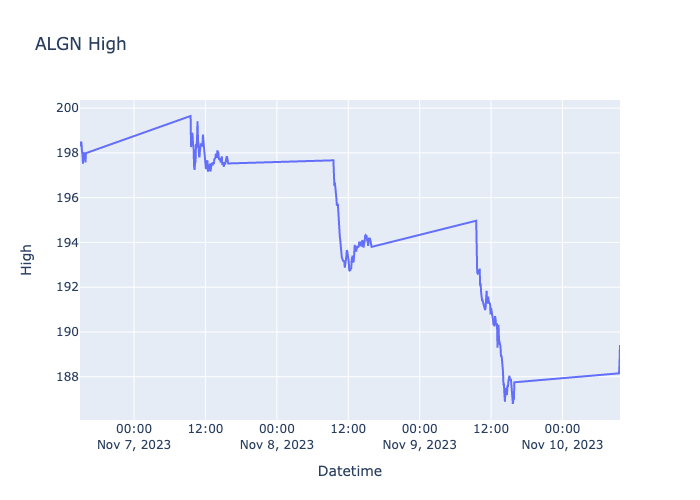 ALGN High
200
198
196
194
192
190
188
High
00:00 12:00 00:00 12:00 00:00 12:00 00:00
Nov 7, 2023 Nov 8, 2023 Nov 9, 2023 Nov 10, 2023
Datetime